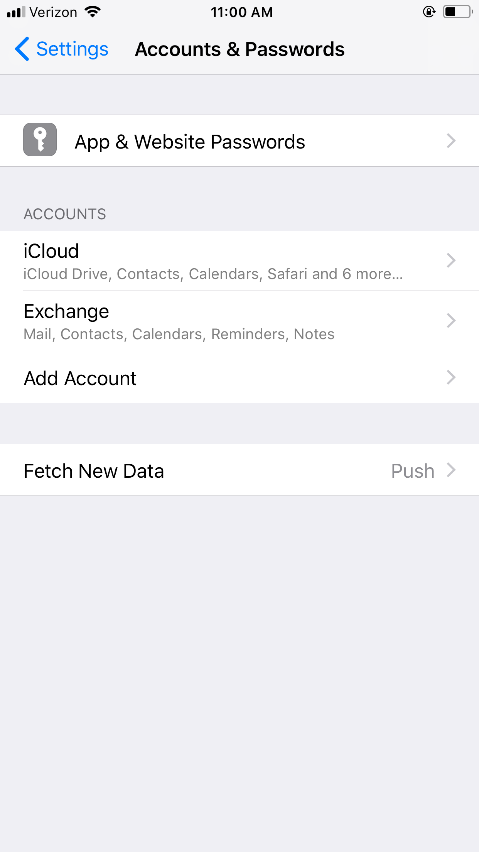 Verizon 11:00 AM
Settings Accounts & Passwords
App & Website Passwords
ACCOUNTS
iCloud
iCloud Drive, Contacts, Calendars, Safari and 6 more...
Exchange
Mail, Contacts, Calendars, Reminders, Notes
Add Account
Fetch New Data Push